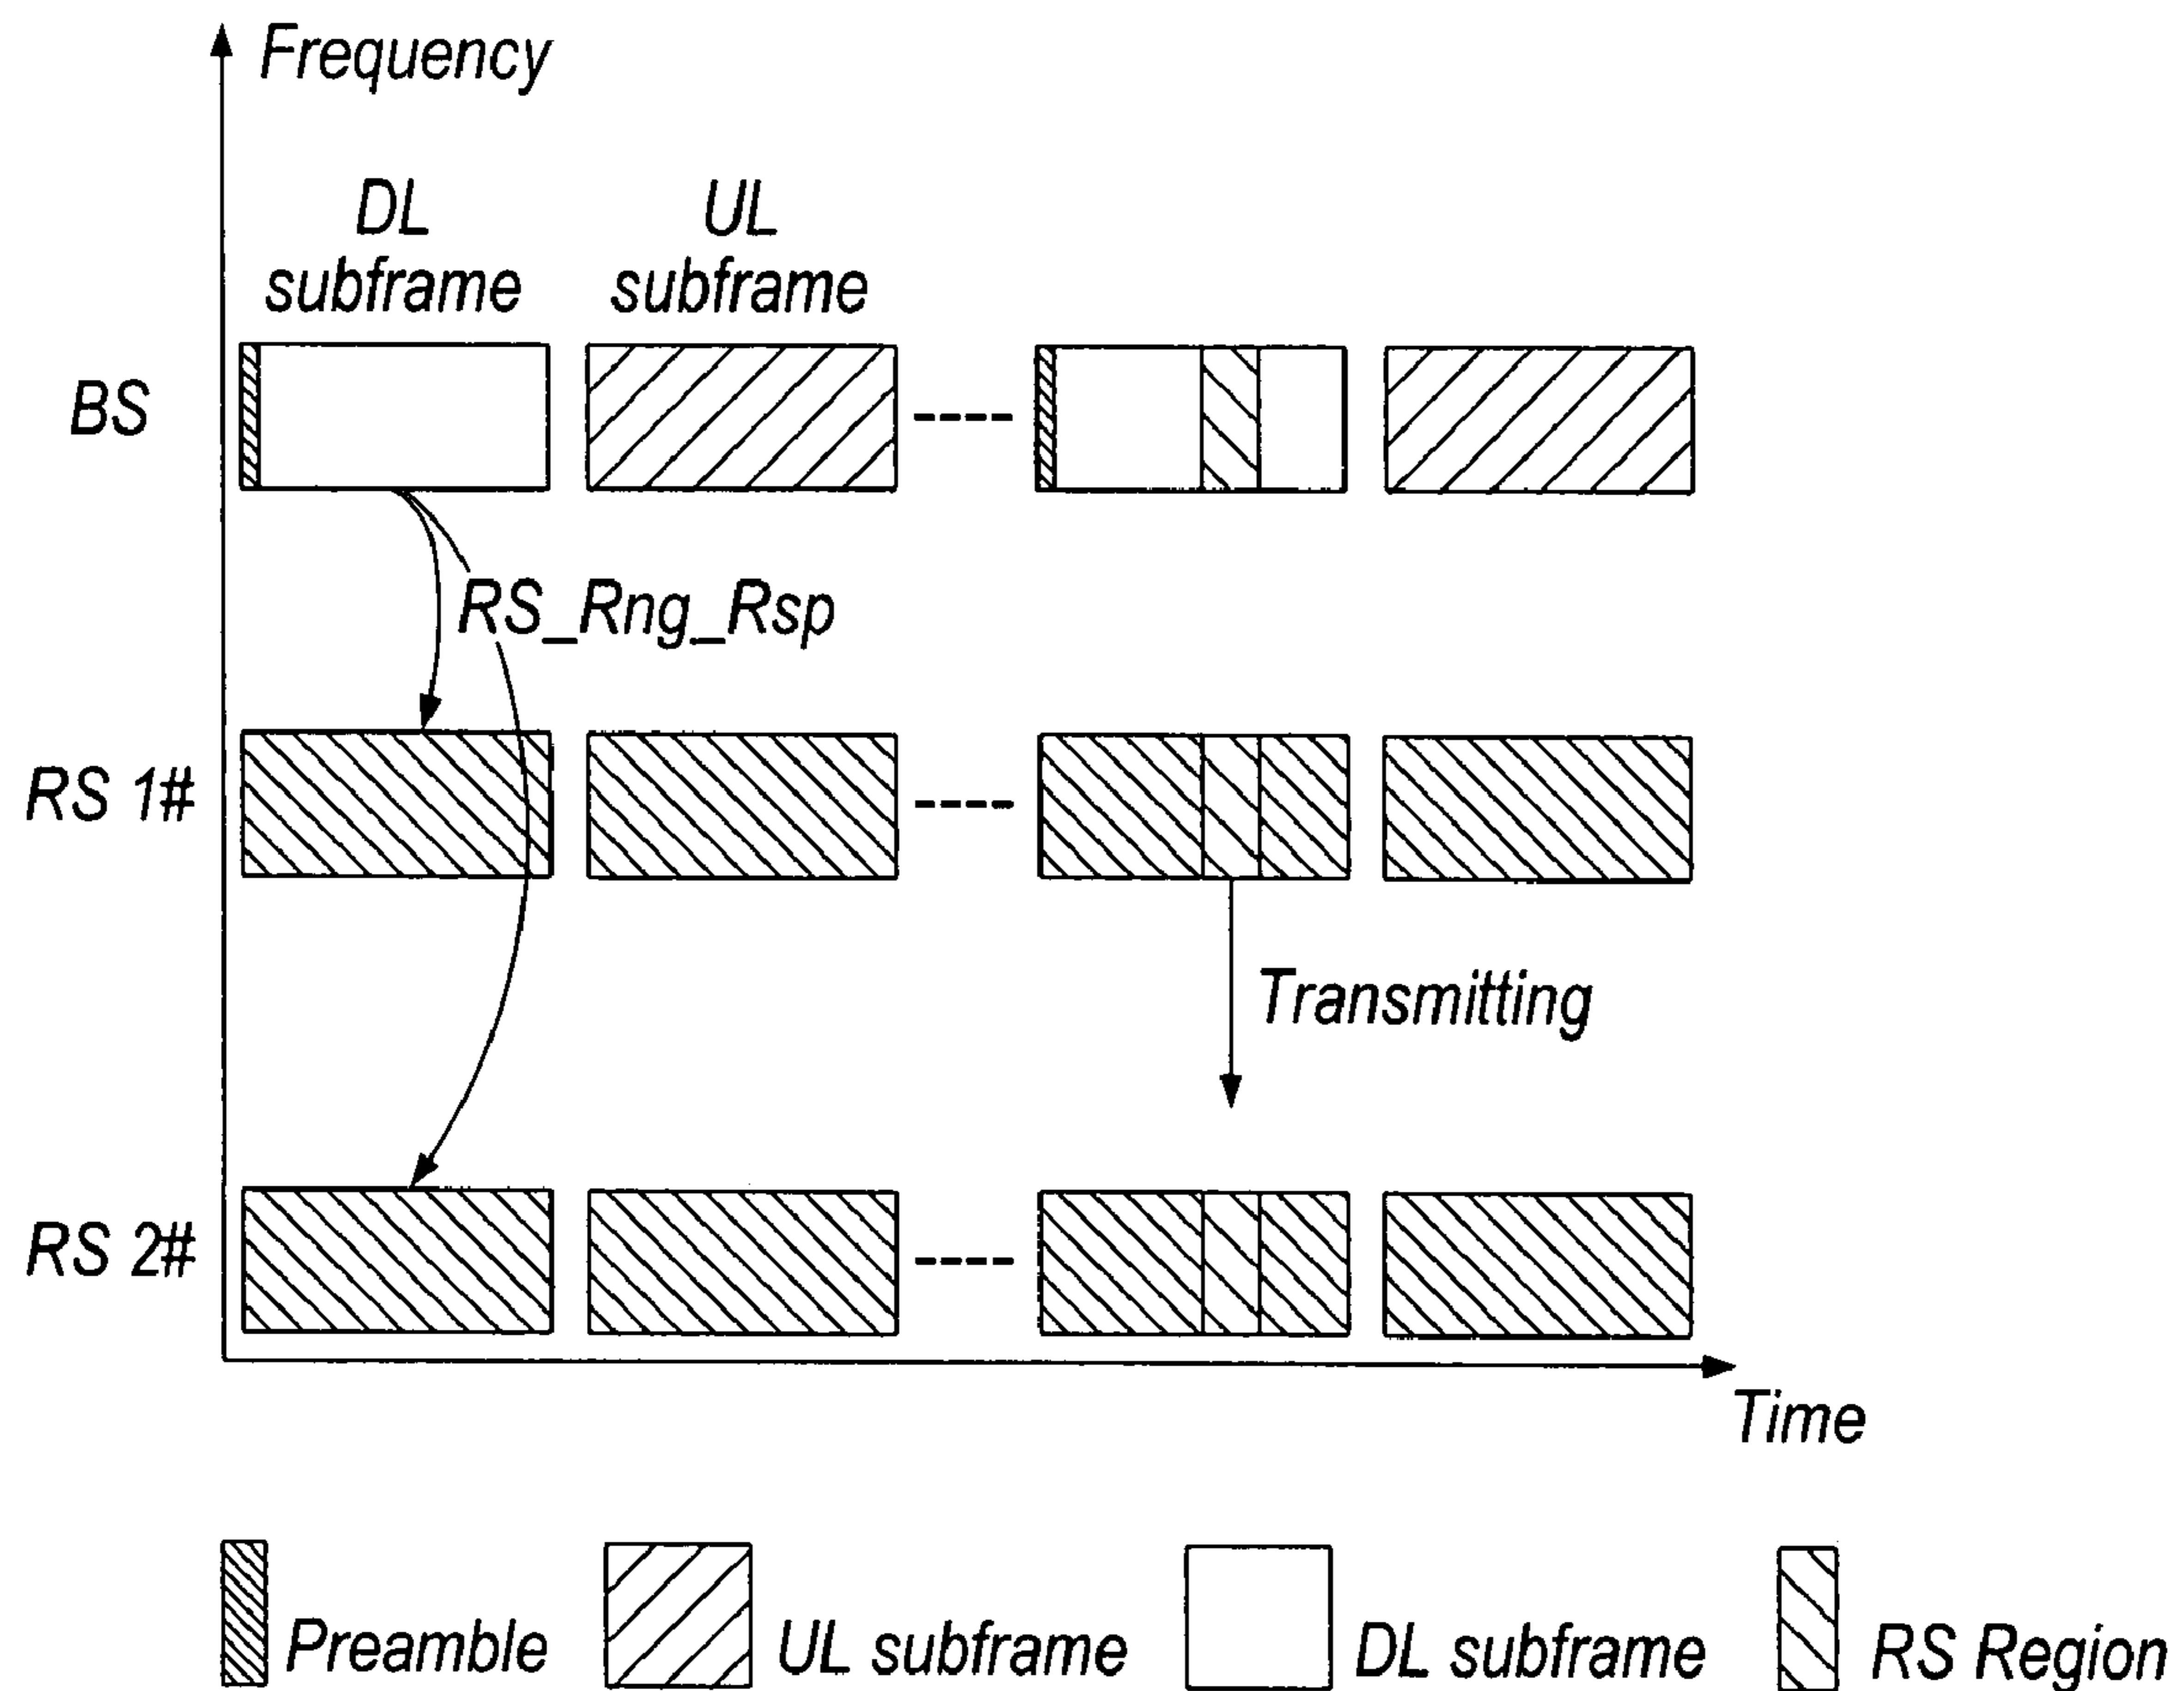 Frequency
DL
subframe
UL
subframe
BS
RS_Rng_Rsp
RS 1#
Transmitting
RS 2#
Time
Preamble
UL subframe
DL subframe
RS Region